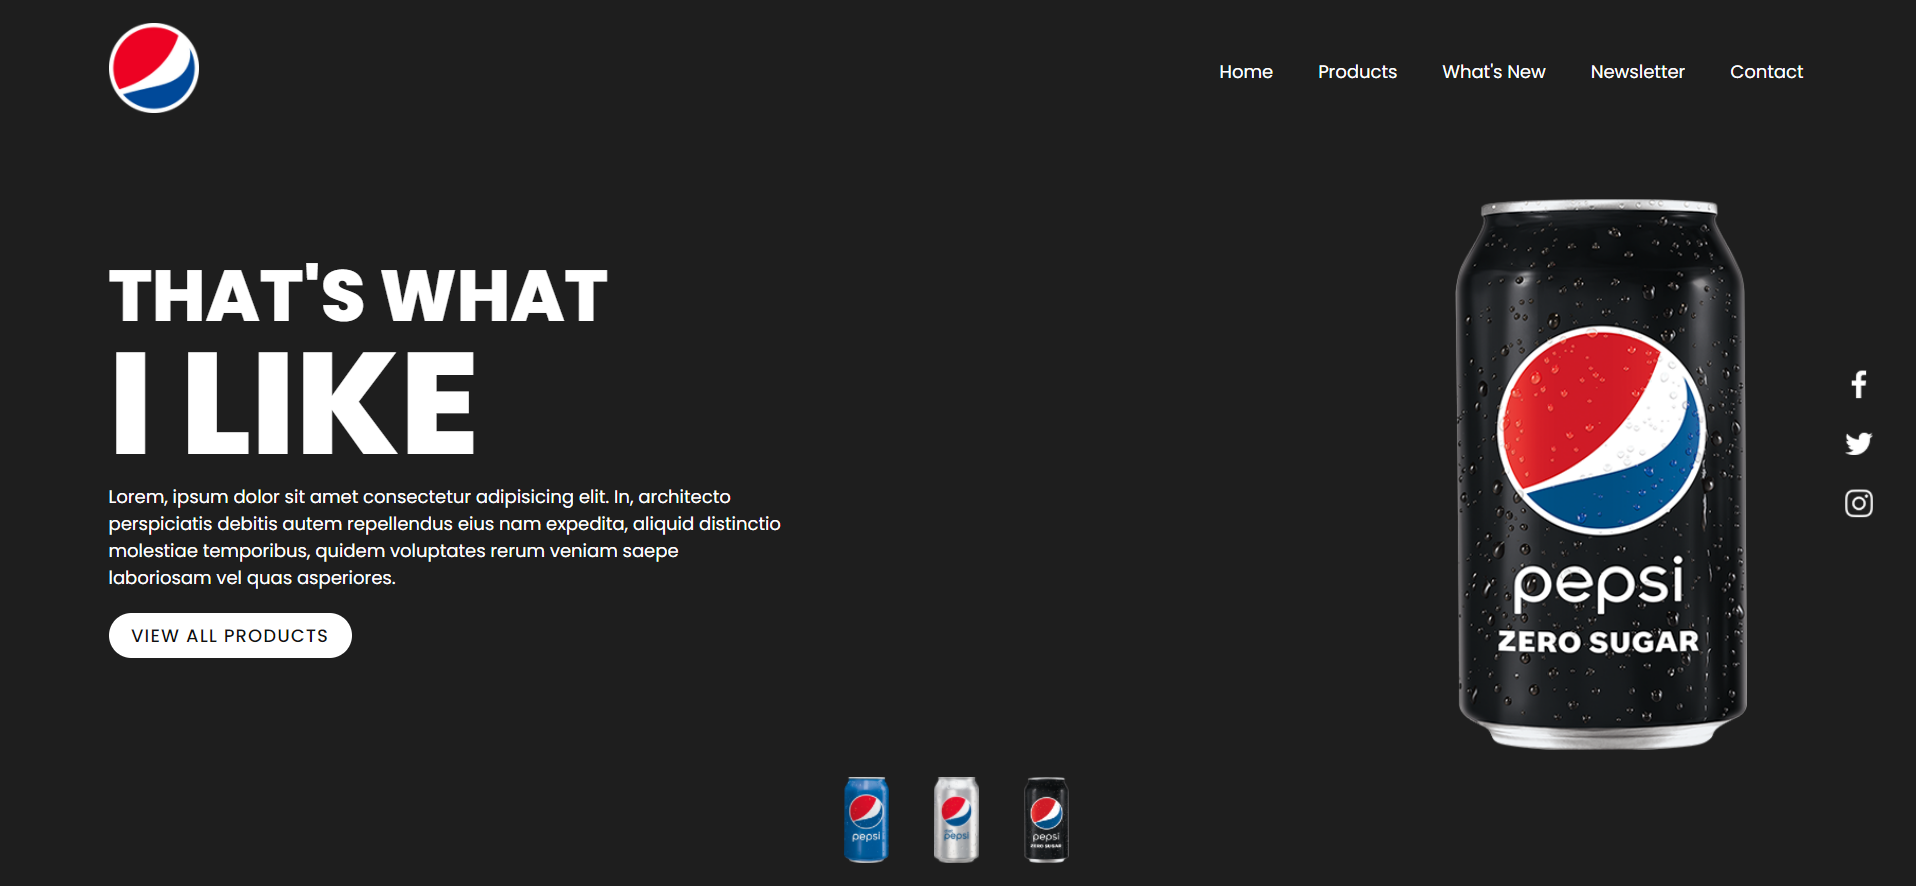 Home Products What's New Newsletter Contact
THAT'S WHAT
I LIKE
Lorem, ipsum dolor sit amet consectetur adipisicing elit. In, architecto
perspiciatis debitis autem repellendus eius nam expedita, aliquid distinctio
molestiae temporibus, quidem voluptates rerum veniam saepe
laboriosam vel quas asperiores.
VIEW ALL PRODUCTS
pepsi
ZERO SUGAR
pepsi
pepsi
pepsi
ZERO SUGAR